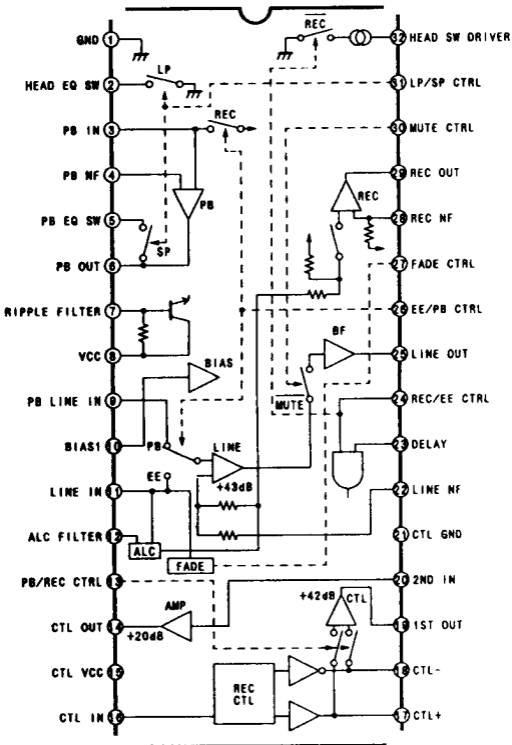 REC
GND 1
32 HEAD SW DRIVER
LP
HEAD EQ SW 2
31 LP/SP CTRL
REC
PB IN 3
30 MUTE CTRL
PB NF 4
29 REC OUT
REC
PB
PB EQ SW 5
28 REC NF
SP
PB OUT 6
27 FADE CTRL
RIPPLE FILTER 7
26 EE/PB CTRL
BF
VCC 8
25 LINE OUT
BIAS
PB LINE IN 9
24 REC/EE CTRL
MUTE
BIAS1 10
PB
LINE
23 DELAY
EE
+43dB
LINE IN 11
22 LINE NF
ALC FILTER 12
21 CTL GND
ALC
FADE
PB/REC CTRL 13
20 2ND IN
AMP
+42dB
CTL
CTL OUT 14
+20dB
19 1ST OUT
CTL VCC 15
18 CTL-
REC
CTL
CTL IN 16
17 CTL+